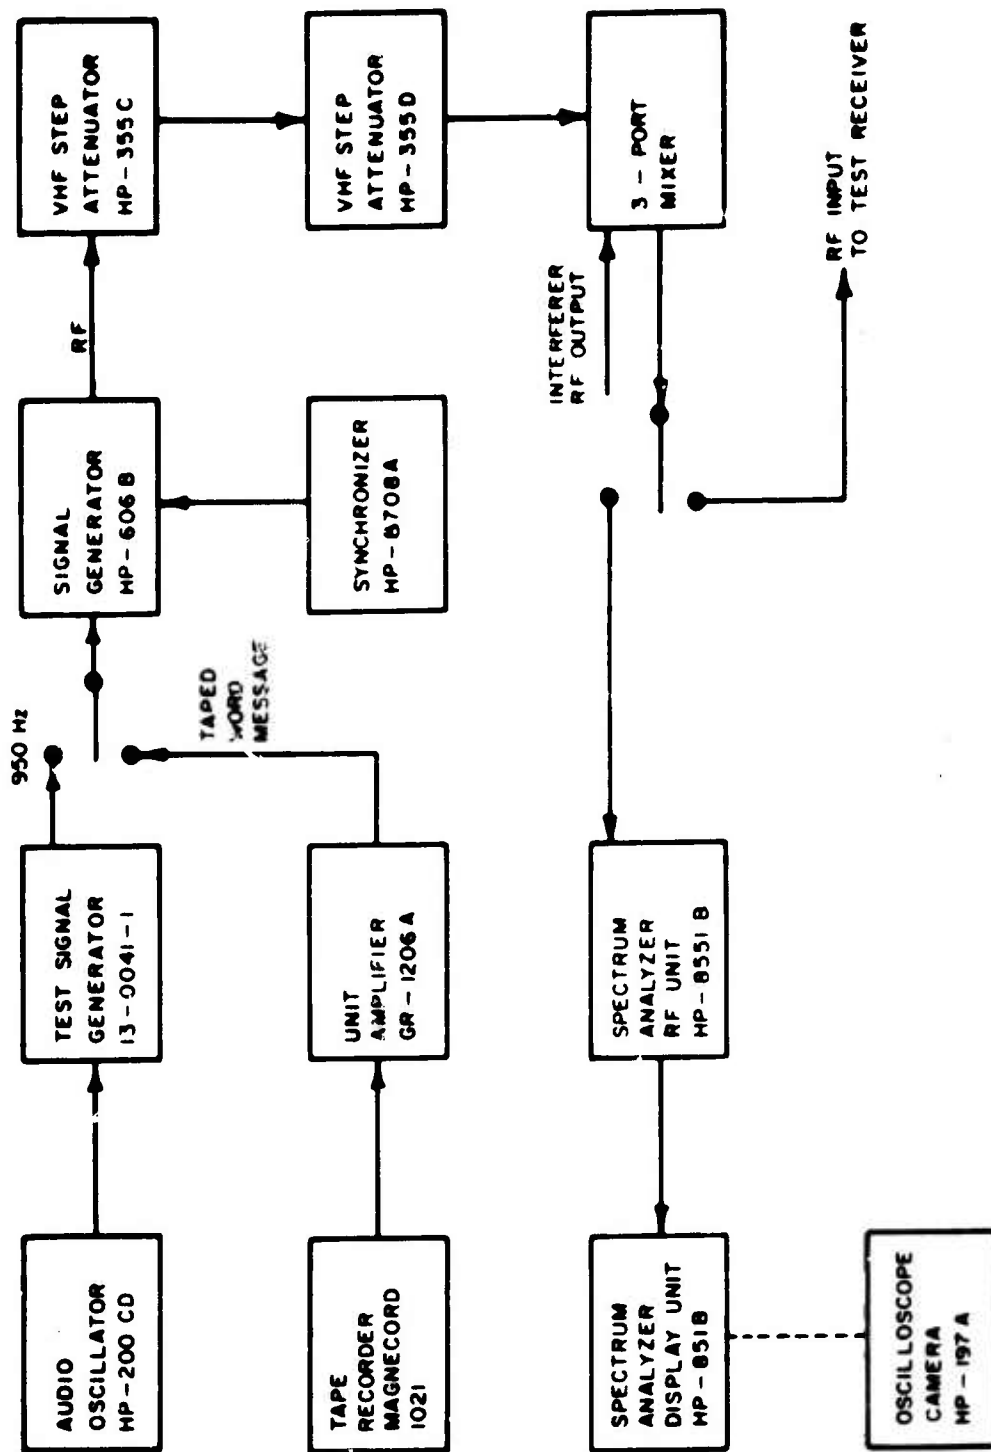 AUDIO
OSCILLATOR
HP-200 CD
TEST SIGNAL
GENERATOR
13-0041-1
950 Hz
SIGNAL
GENERATOR
HP-606B
RF
VHF STEP
ATTENUATOR
HP-355C
TAPE
RECORDER
MAGNECORD
1021
UNIT
AMPLIFIER
GR-1206A
TAPED
WORD
MESSAGE
SYNCHRONIZER
HP-8708A
VHF STEP
ATTENUATOR
HP-355D
SPECTRUM
ANALYZER
DISPLAY UNIT
HP-851B
SPECTRUM
ANALYZER
RF UNIT
HP-8551B
INTERFERER
RF OUTPUT
3-PORT
MIXER
OSCILLOSCOPE
CAMERA
HP-197A
RF INPUT
TO TEST RECEIVER